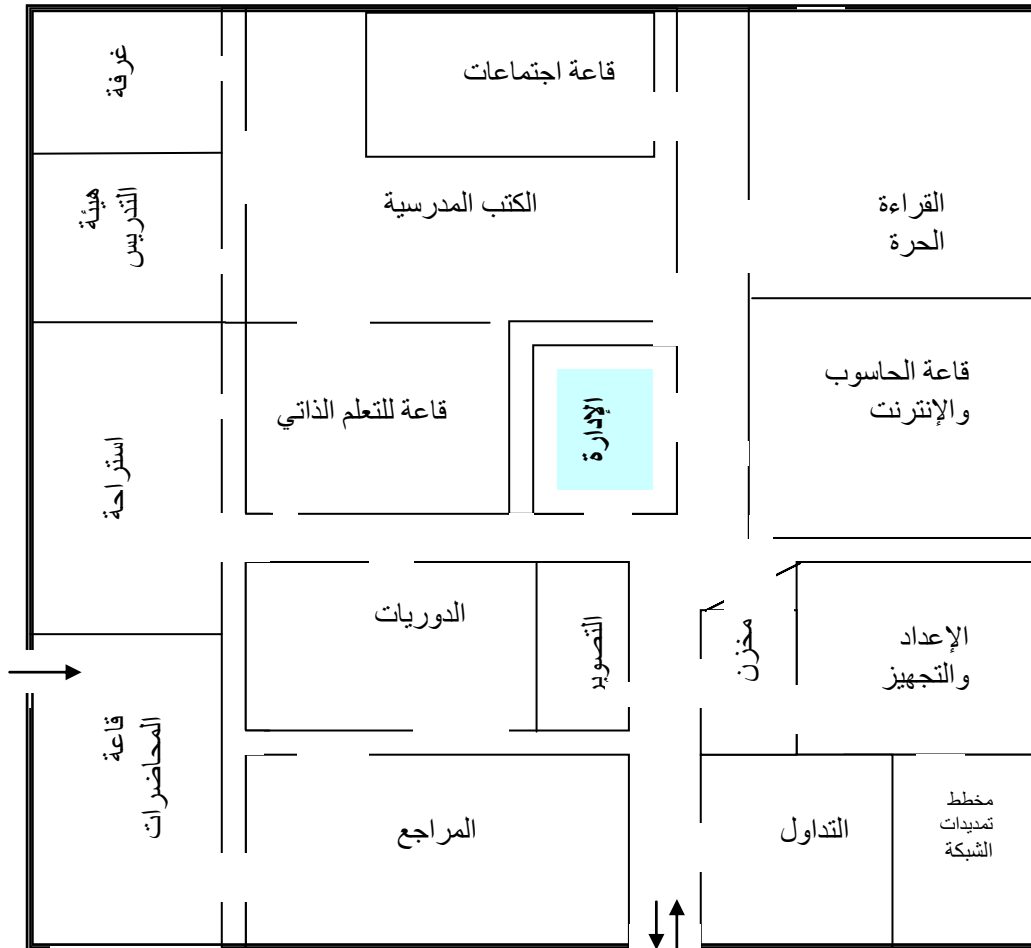 قاعة اجتماعات
غرفة
هيئة
التدريس
الكتب المدرسية
القراءة
الحرة
قاعة الحاسوب
والإنترنت
الإدارة
قاعة للتعلم الذاتي
استراحة
الإعداد
والتجهيز
مخزن
التصوير
الدوريات
قاعة
المحاضرات
مخطط
تمديدات
الشبكة
التداول
المراجع